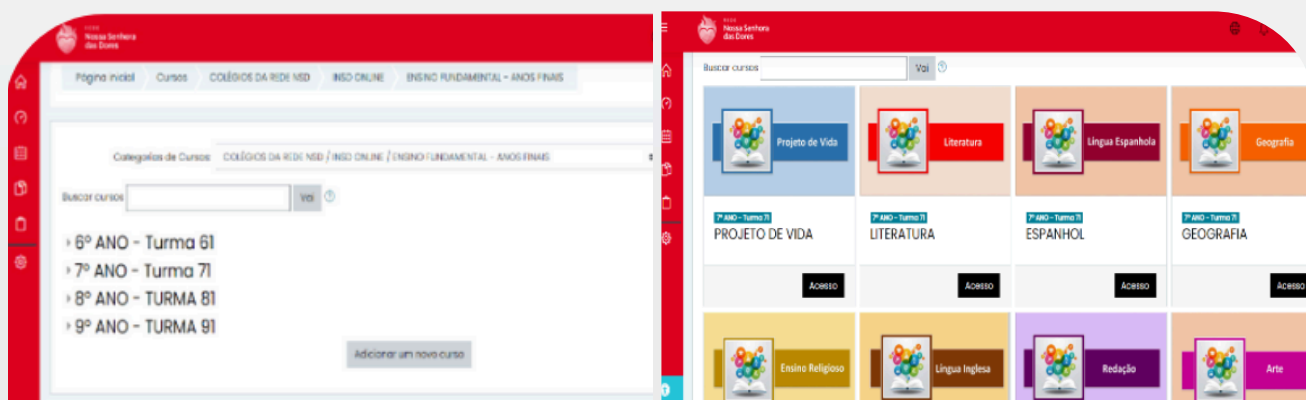 REDE
Nossa Senhora
das Dores
Página inicial Cursos COLÉGIOS DA REDE NSD INSD ONLINE ENSINO FUNDAMENTAL - ANOS FINAIS
Categorias de Cursos: COLÉGIOS DA REDE NSD / INSD ONLINE / ENSINO FUNDAMENTAL - ANOS FINAIS
Buscar cursos Vai
6º ANO - Turma 61
7º ANO - Turma 71
8º ANO - TURMA 81
9º ANO - TURMA 91
Adicionar um novo curso
REDE
Nossa Senhora
das Dores
Buscar cursos Vai
Projeto de Vida Literatura Língua Espanhola Geografia
7º ANO - Turma 71 7º ANO - Turma 71 7º ANO - Turma 71 7º ANO - Turma 71
PROJETO DE VIDA LITERATURA ESPANHOL GEOGRAFIA
Acesso Acesso Acesso Acesso
Ensino Religioso Língua Inglesa Redação Arte